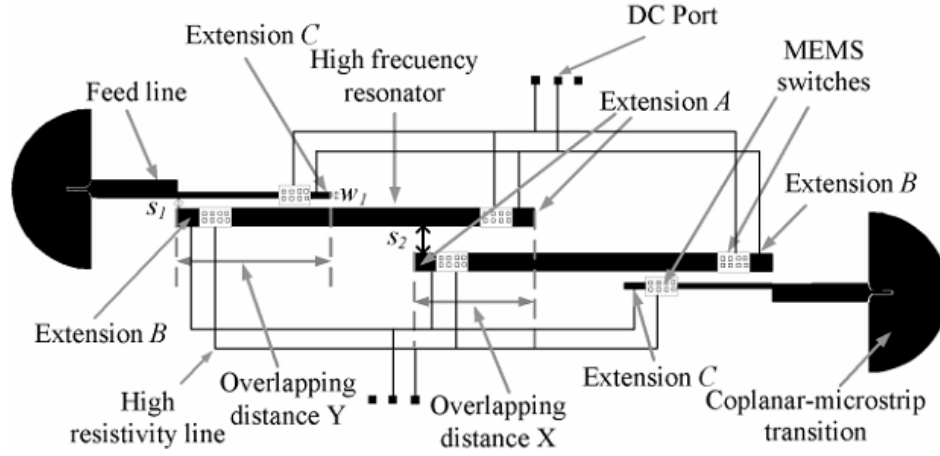 DC Port
Extension C
MEMS
switches
High frecuency
resonator
Feed line
Extension A
w1
Extension B
s1
s2
Extension B
Overlapping
distance Y
Extension C
High
resistivity line
Overlapping
distance X
Coplanar-microstrip
transition